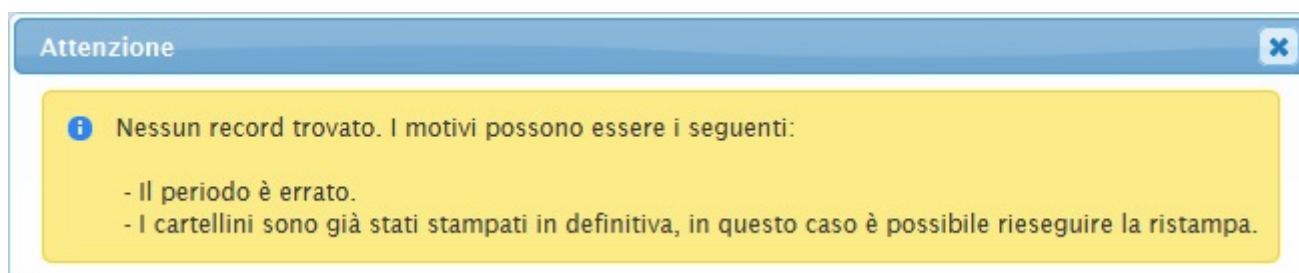 Attenzione
Nessun record trovato. I motivi possono essere i seguenti:
- Il periodo è errato.
- I cartellini sono già stati stampati in definitiva, in questo caso è possibile rieseguire la ristampa.